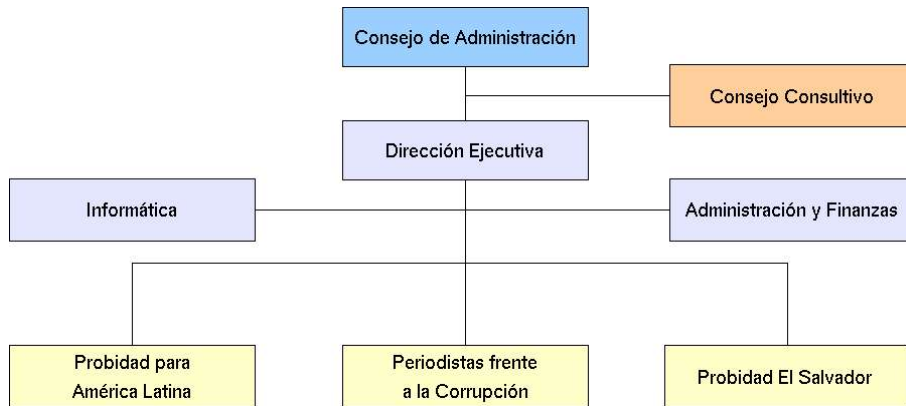 Consejo de Administración
Consejo Consultivo
Dirección Ejecutiva
Informática
Administración y Finanzas
Probidad para
América Latina
Periodistas frente
a la Corrupción
Probidad El Salvador